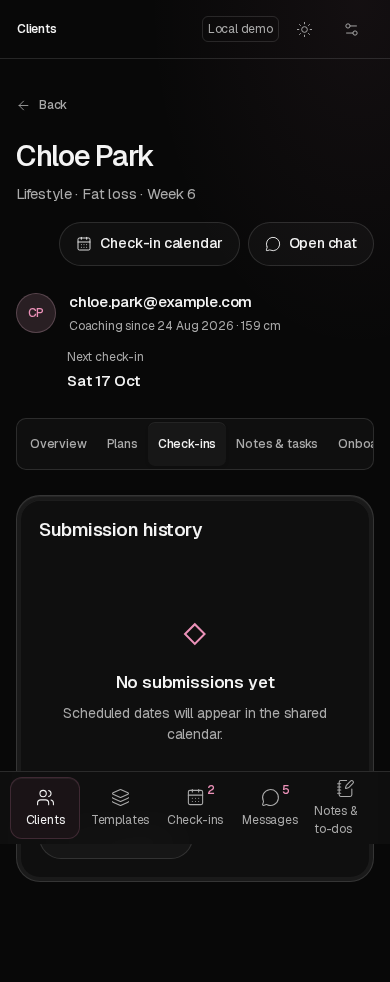 Clients
Local demo
Back
Chloe Park
Lifestyle · Fat loss · Week 6
Check-in calendar
Open chat
CP
chloe.park@example.com
Coaching since 24 Aug 2026 · 159 cm
Next check-in
Sat 17 Oct
Overview
Plans
Check-ins
Notes & tasks
Onboa
Submission history
No submissions yet
Scheduled dates will appear in the shared
calendar.
Clients
Templates
2
Check-ins
5
Messages
Notes &
to-dos